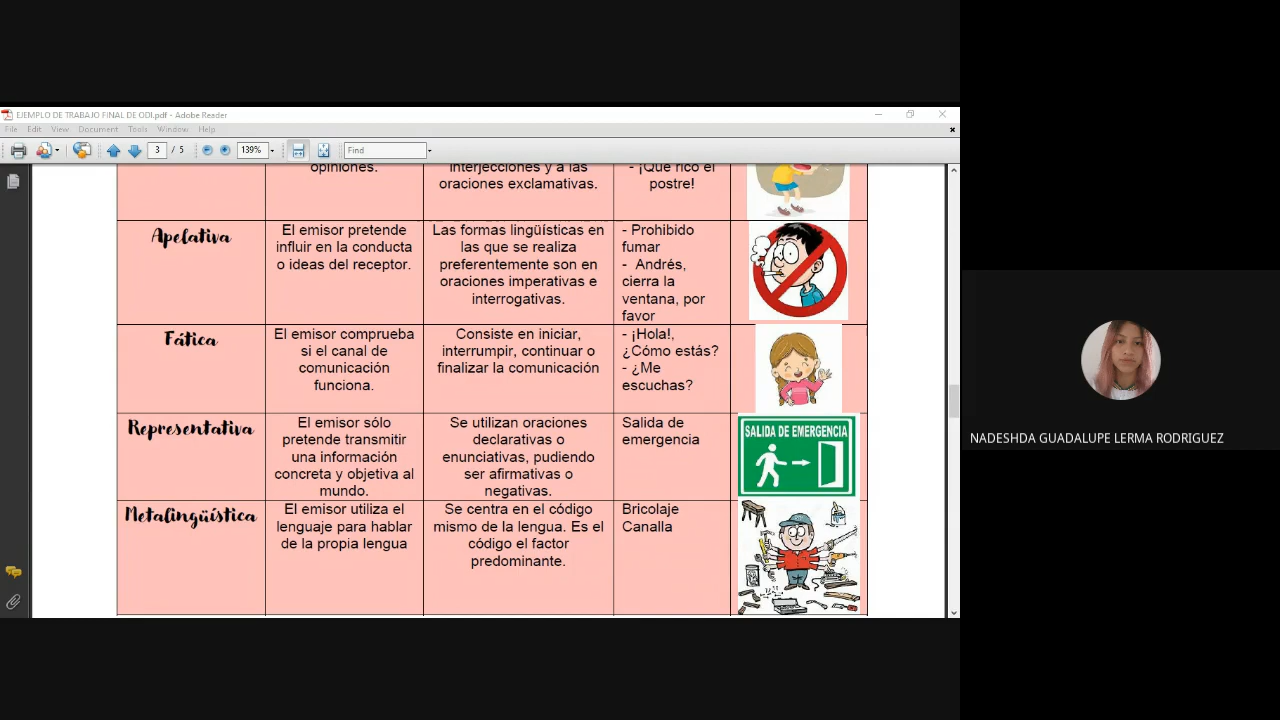 EJEMPLO DE TRABAJO FINAL DE ODI.pdf - Adobe Reader
File Edit View Document Tools Window Help
3 / 5 139% Find
opiniones.
interjecciones y a las
oraciones exclamativas.
- ¡Qué rico el
postre!
Apelativa
El emisor pretende
influir en la conducta
o ideas del receptor.
Las formas lingüísticas en
las que se realiza
preferentemente son en
oraciones imperativas e
interrogativas.
- Prohibido
fumar
- Andrés,
cierra la
ventana, por
favor
Fática
El emisor comprueba
si el canal de
comunicación
funciona.
Consiste en iniciar,
interrumpir, continuar o
finalizar la comunicación
- ¡Hola!,
¿Cómo estás?
- ¿Me
escuchas?
Representativa
El emisor sólo
pretende transmitir
una información
concreta y objetiva al
mundo.
Se utilizan oraciones
declarativas o
enunciativas, pudiendo
ser afirmativas o
negativas.
Salida de
emergencia
SALIDA DE EMERGENCIA
Metalingüística
El emisor utiliza el
lenguaje para hablar
de la propia lengua
Se centra en el código
mismo de la lengua. Es el
código el factor
predominante.
Bricolaje
Canalla
NADESHDA GUADALUPE LERMA RODRIGUEZ